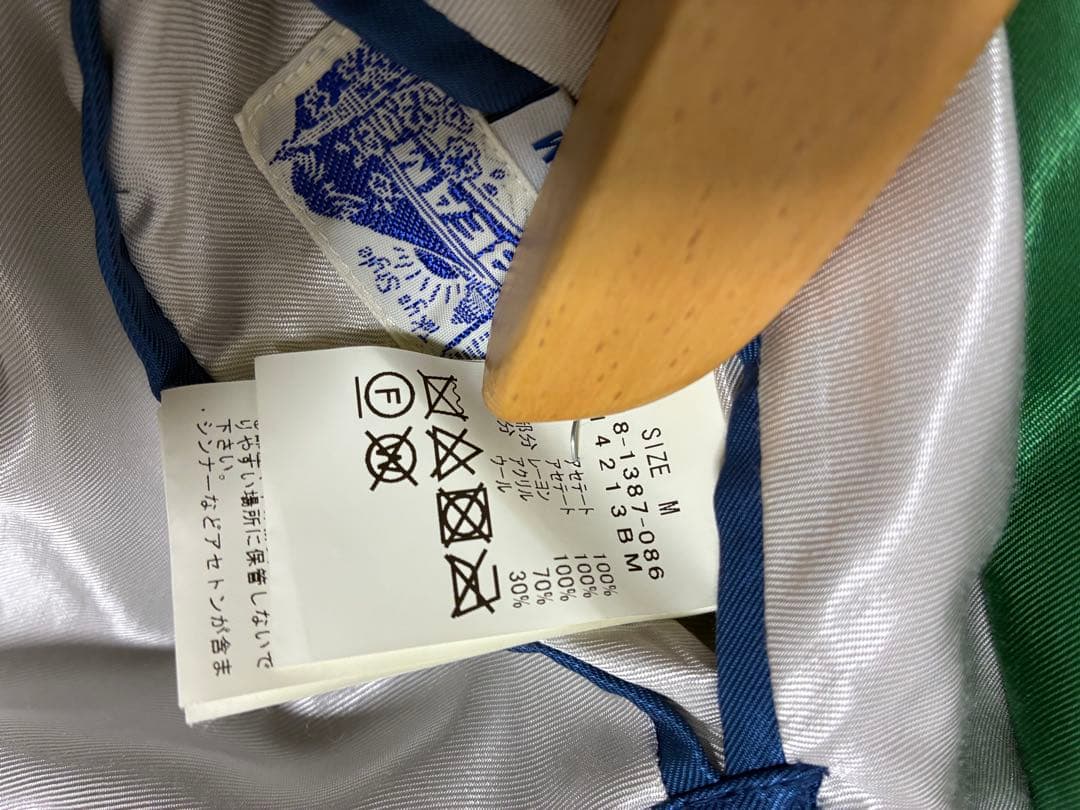 SIZE M
8-1387-086
4213BM
アセテート 100%
アセテート 100%
レーヨン 100%
部分 アクリル 70%
分 ウール 30%
F
りやすい場所に保管しないで
下さい。
・シンナーなどアセトンが含ま